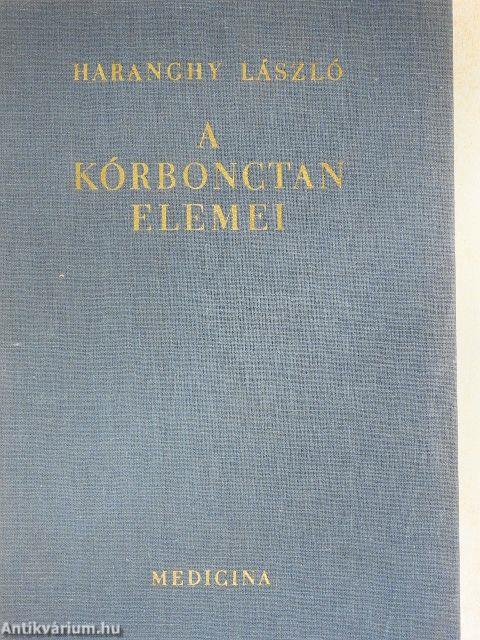 HARANGHY LÁSZLÓ
A
KÓRBONCTAN
ELEMEI
MEDICINA
Antikvárium.hu